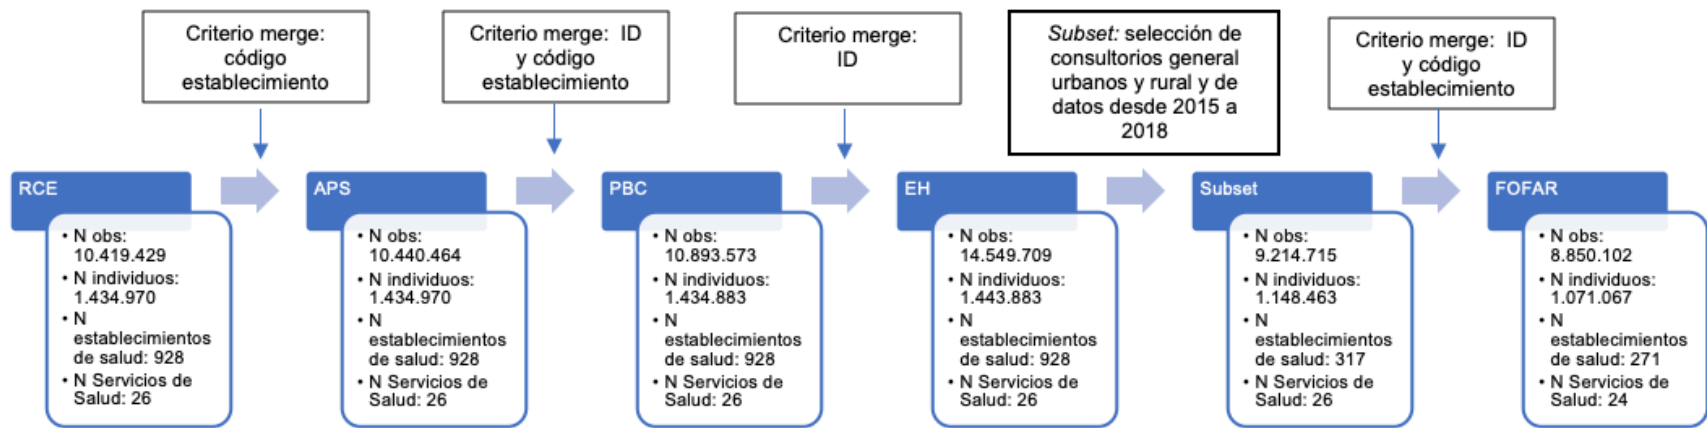 Criterio merge:
código
establecimiento
Criterio merge: ID
y código
establecimiento
Criterio merge:
ID
Subset: selección de
consultorios general
urbanos y rural y de
datos desde 2015 a
2018
Criterio merge: ID
y código
establecimiento
RCE
• N obs:
10.419.429
• N individuos:
1.434.970
• N
establecimientos
de salud: 928
• N Servicios de
Salud: 26
APS
• N obs:
10.440.464
• N individuos:
1.434.970
• N
establecimientos
de salud: 928
• N Servicios de
Salud: 26
PBC
• N obs:
10.893.573
• N individuos:
1.434.883
• N
establecimientos
de salud: 928
• N Servicios de
Salud: 26
EH
• N obs:
14.549.709
• N individuos:
1.443.883
• N
establecimientos
de salud: 928
• N Servicios de
Salud: 26
Subset
• N obs:
9.214.715
• N individuos:
1.148.463
• N
establecimientos
de salud: 317
• N Servicios de
Salud: 26
FOFAR
• N obs:
8.850.102
• N individuos:
1.071.067
• N
establecimientos
de salud: 271
• N Servicios de
Salud: 24